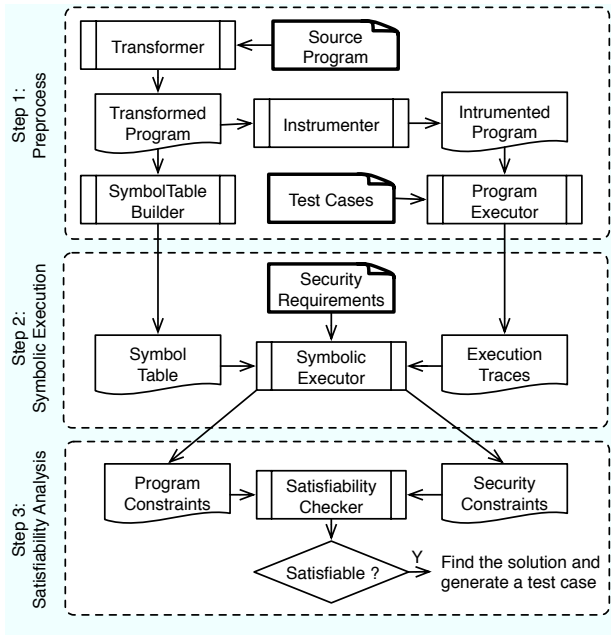 Step 1:
Preprocess
Transformer
Source
Program
Transformed
Program
Instrumenter
Intrumented
Program
SymbolTable
Builder
Test Cases
Program
Executor
Step 2:
Symbolic Execution
Security
Requirements
Symbol
Table
Symbolic
Executor
Execution
Traces
Step 3:
Satisfiability Analysis
Program
Constraints
Satisfiability
Checker
Security
Constraints
Satisfiable ?
Y
Find the solution and
generate a test case